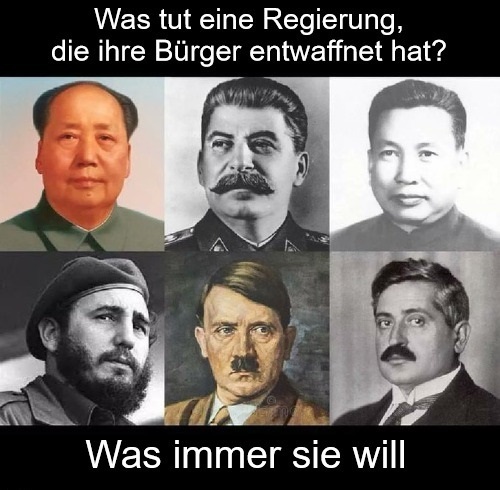 Was tut eine Regierung,
die ihre Bürger entwaffnet hat?
Was immer sie will